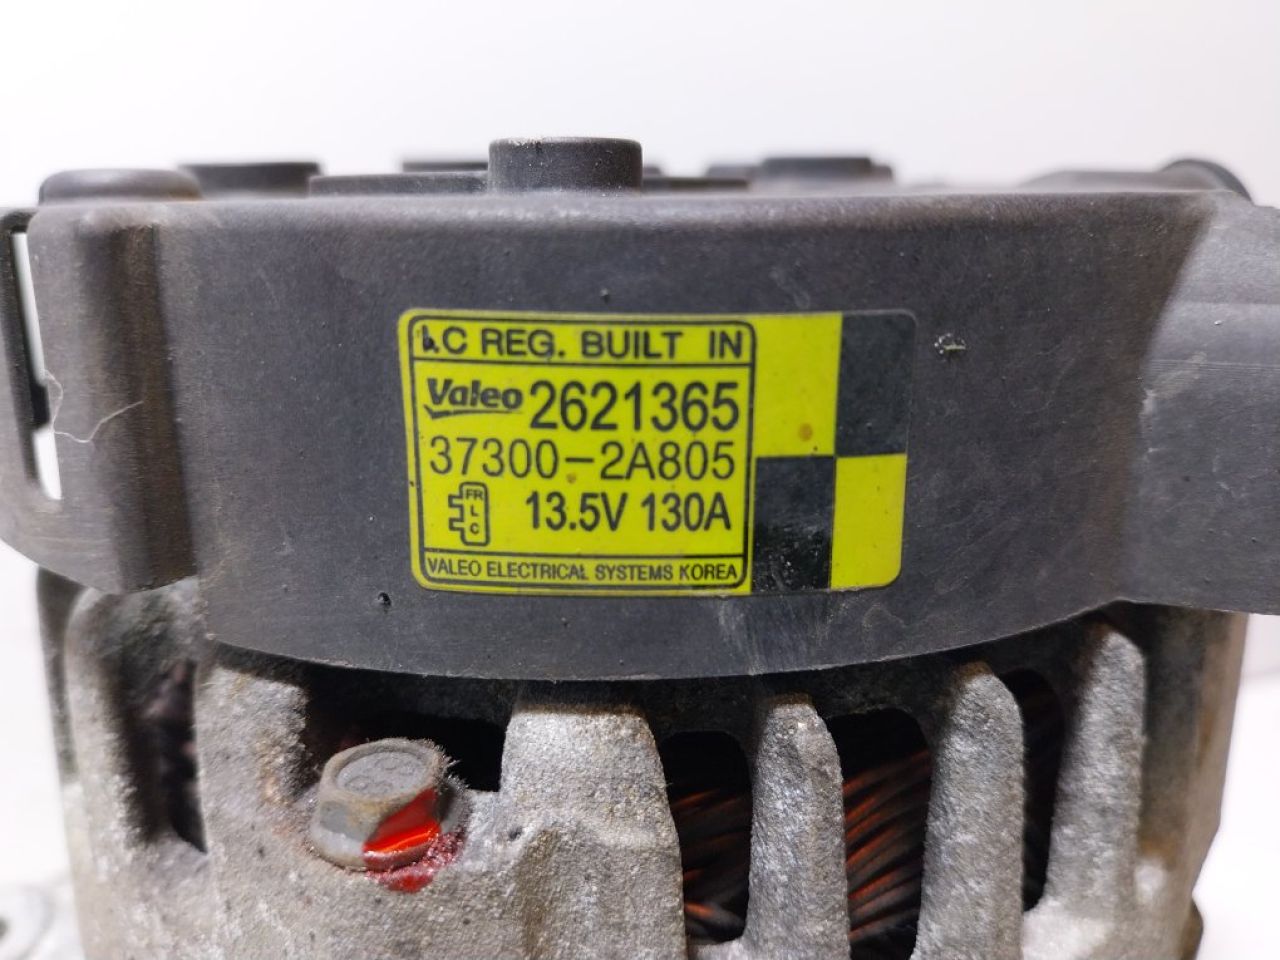 I.C REG. BUILT IN
Valeo 2621365
37300-2A805
FR
L
C
13.5V 130A
VALEO ELECTRICAL SYSTEMS KOREA